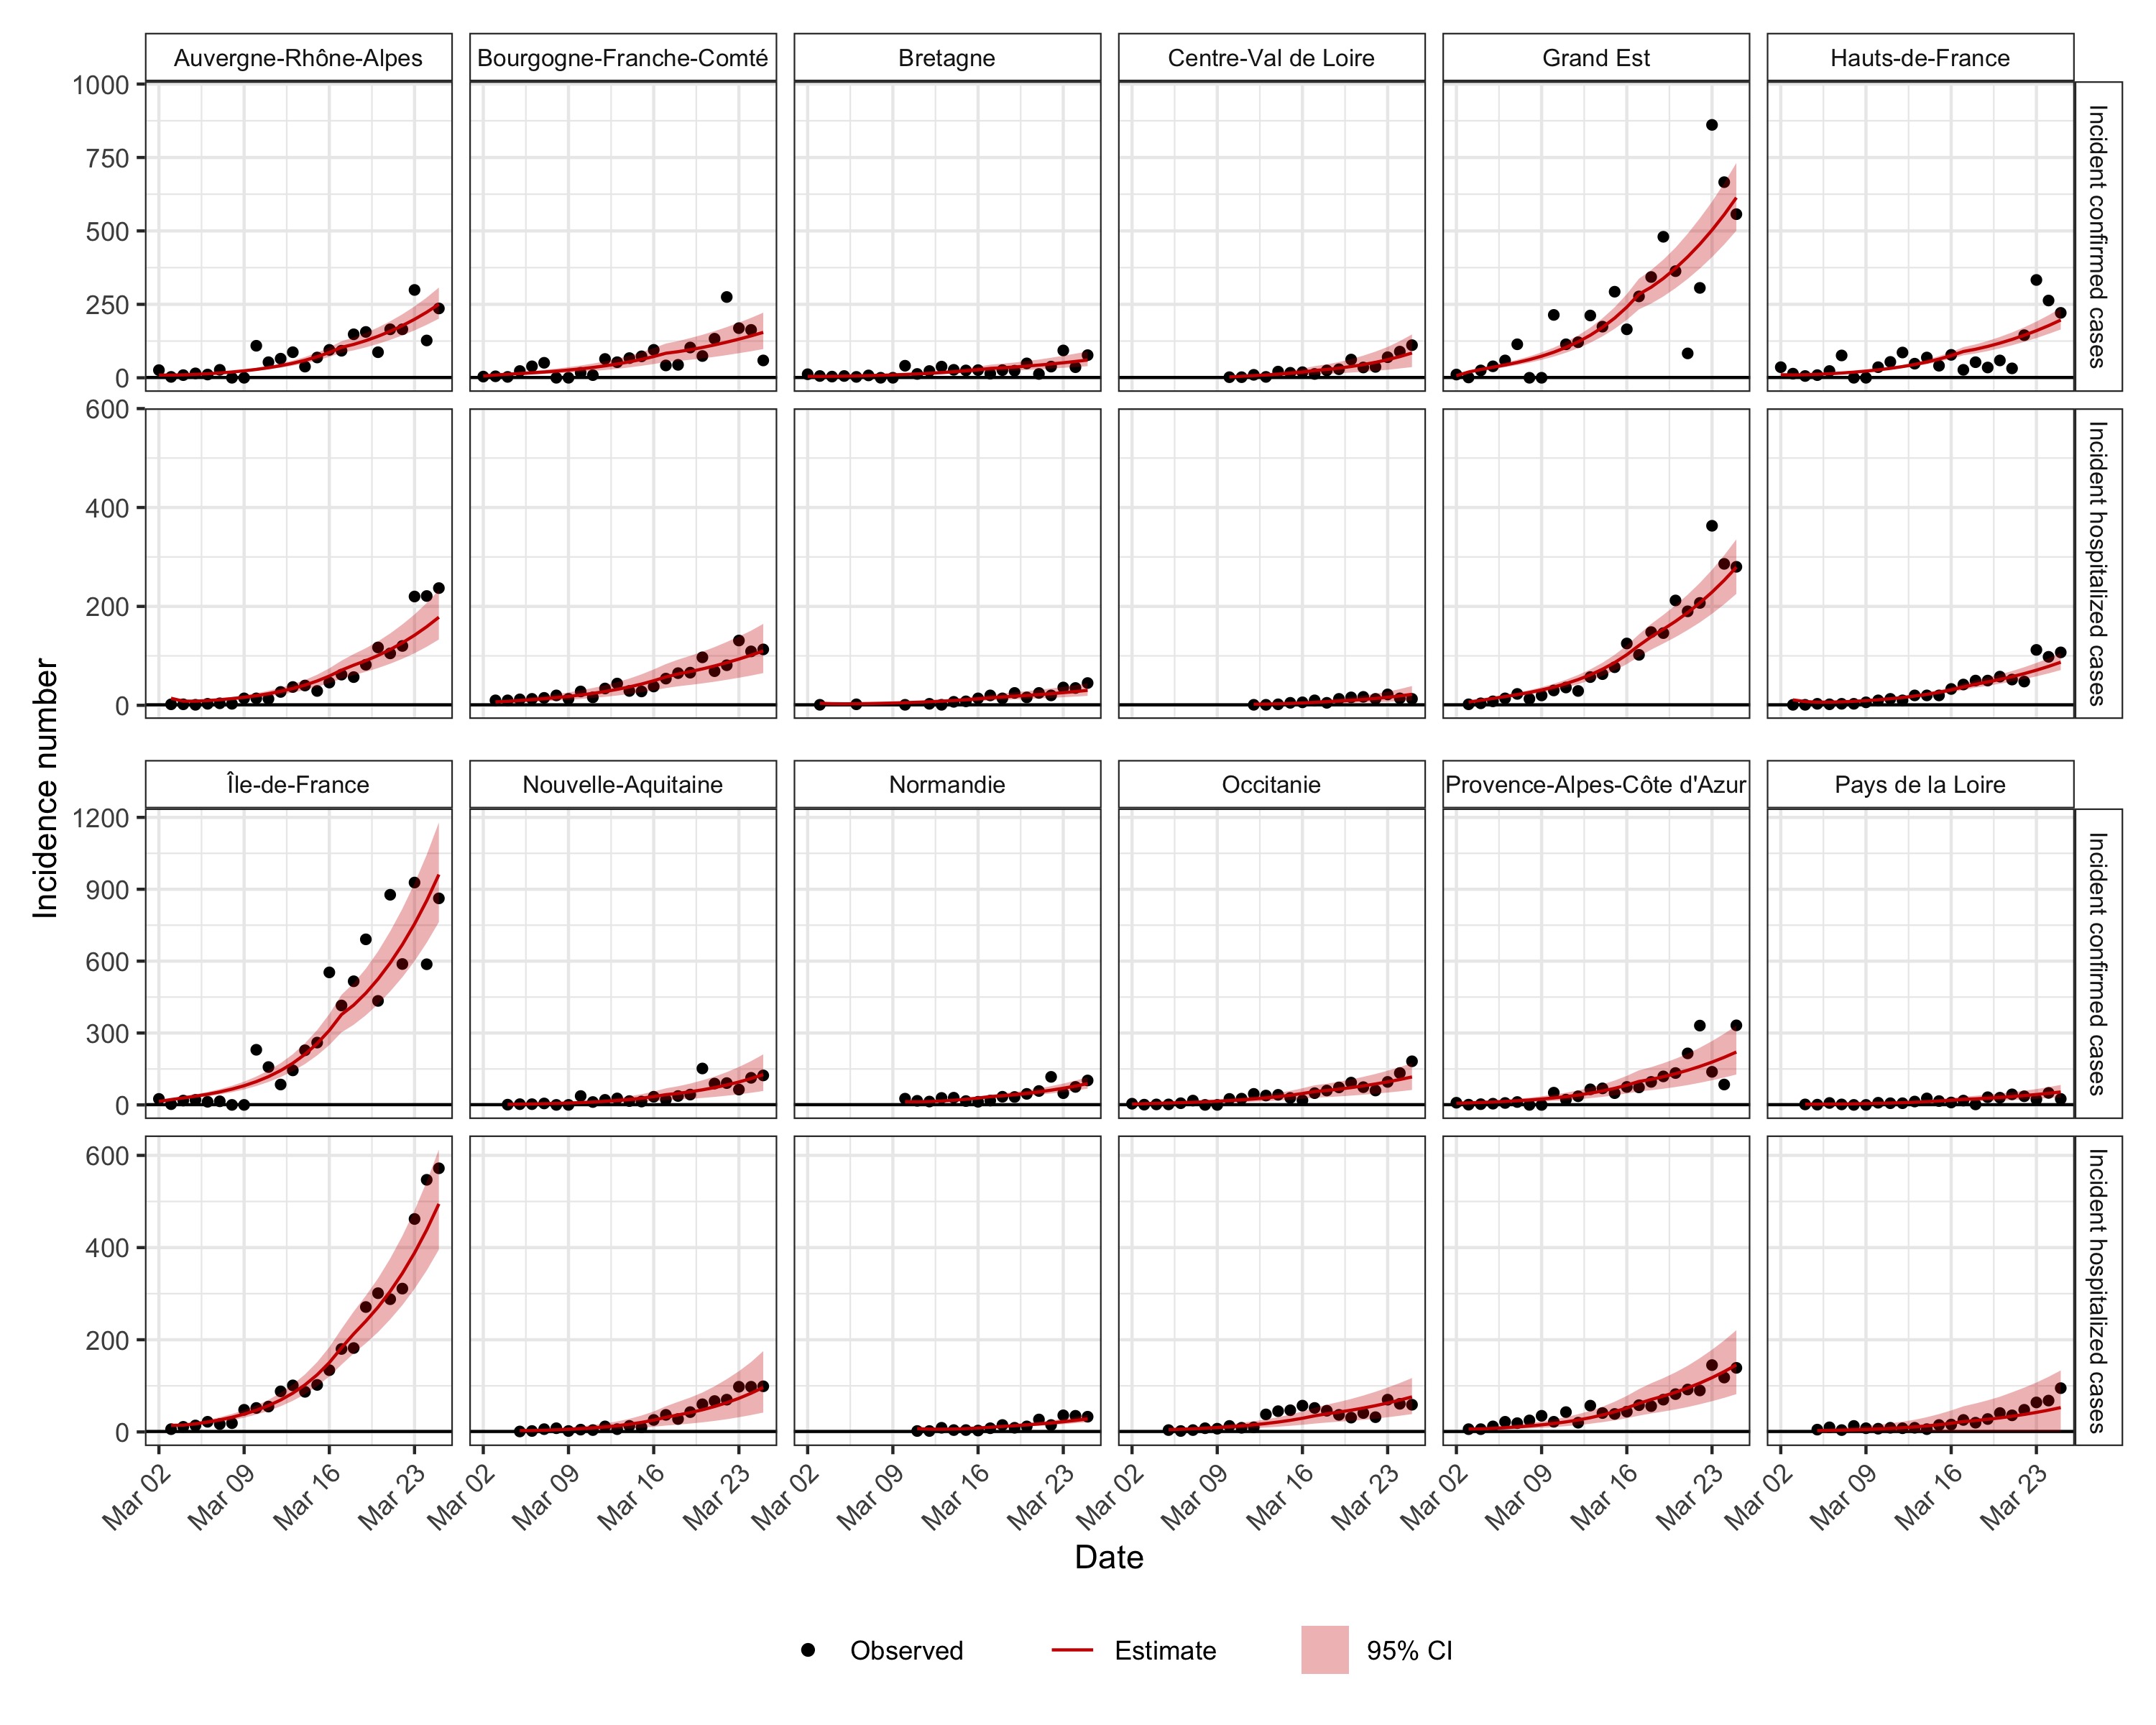 Auvergne-Rhône-Alpes Bourgogne-Franche-Comté Bretagne Centre-Val de Loire Grand Est Hauts-de-France
1000
750
500
250
0
Incident confirmed cases
600
400
200
0
Incident hospitalized cases
Incidence number
Île-de-France Nouvelle-Aquitaine Normandie Occitanie Provence-Alpes-Côte d'Azur Pays de la Loire
1200
900
600
300
0
Incident confirmed cases
600
400
200
0
Incident hospitalized cases
Mar 02 Mar 09 Mar 16 Mar 23 Mar 02 Mar 09 Mar 16 Mar 23 Mar 02 Mar 09 Mar 16 Mar 23 Mar 02 Mar 09 Mar 16 Mar 23 Mar 02 Mar 09 Mar 16 Mar 23 Mar 02 Mar 09 Mar 16 Mar 23
Date
Observed Estimate 95% CI